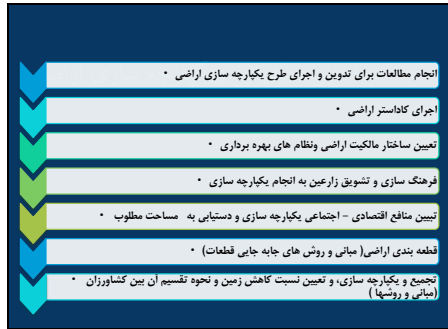 انجام مطالعات برای تدوین و اجرای طرح یکپارچه سازی اراضی •
اجرای کاداستر اراضی •
تعیین ساختار مالکیت اراضی ونظام های بهره برداری •
فرهنگ سازی و تشویق زارعین به انجام یکپارچه سازی •
تبیین منافع اقتصادی - اجتماعی یکپارچه سازی و دستیابی به مساحت مطلوب •
قطعه بندی اراضی( مبانی و روش های جابه جایی قطعات) •
تجمیع و یکپارچه سازی، و تعیین نسبت کاهش زمین و نحوه تقسیم آن بین کشاورزان •
(مبانی و روشها )